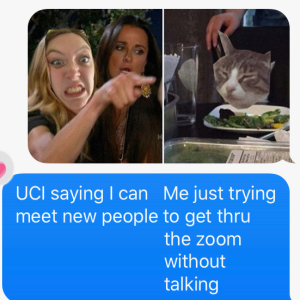 UCI saying I can
meet new people
Me just trying
to get thru
the zoom
without
talking